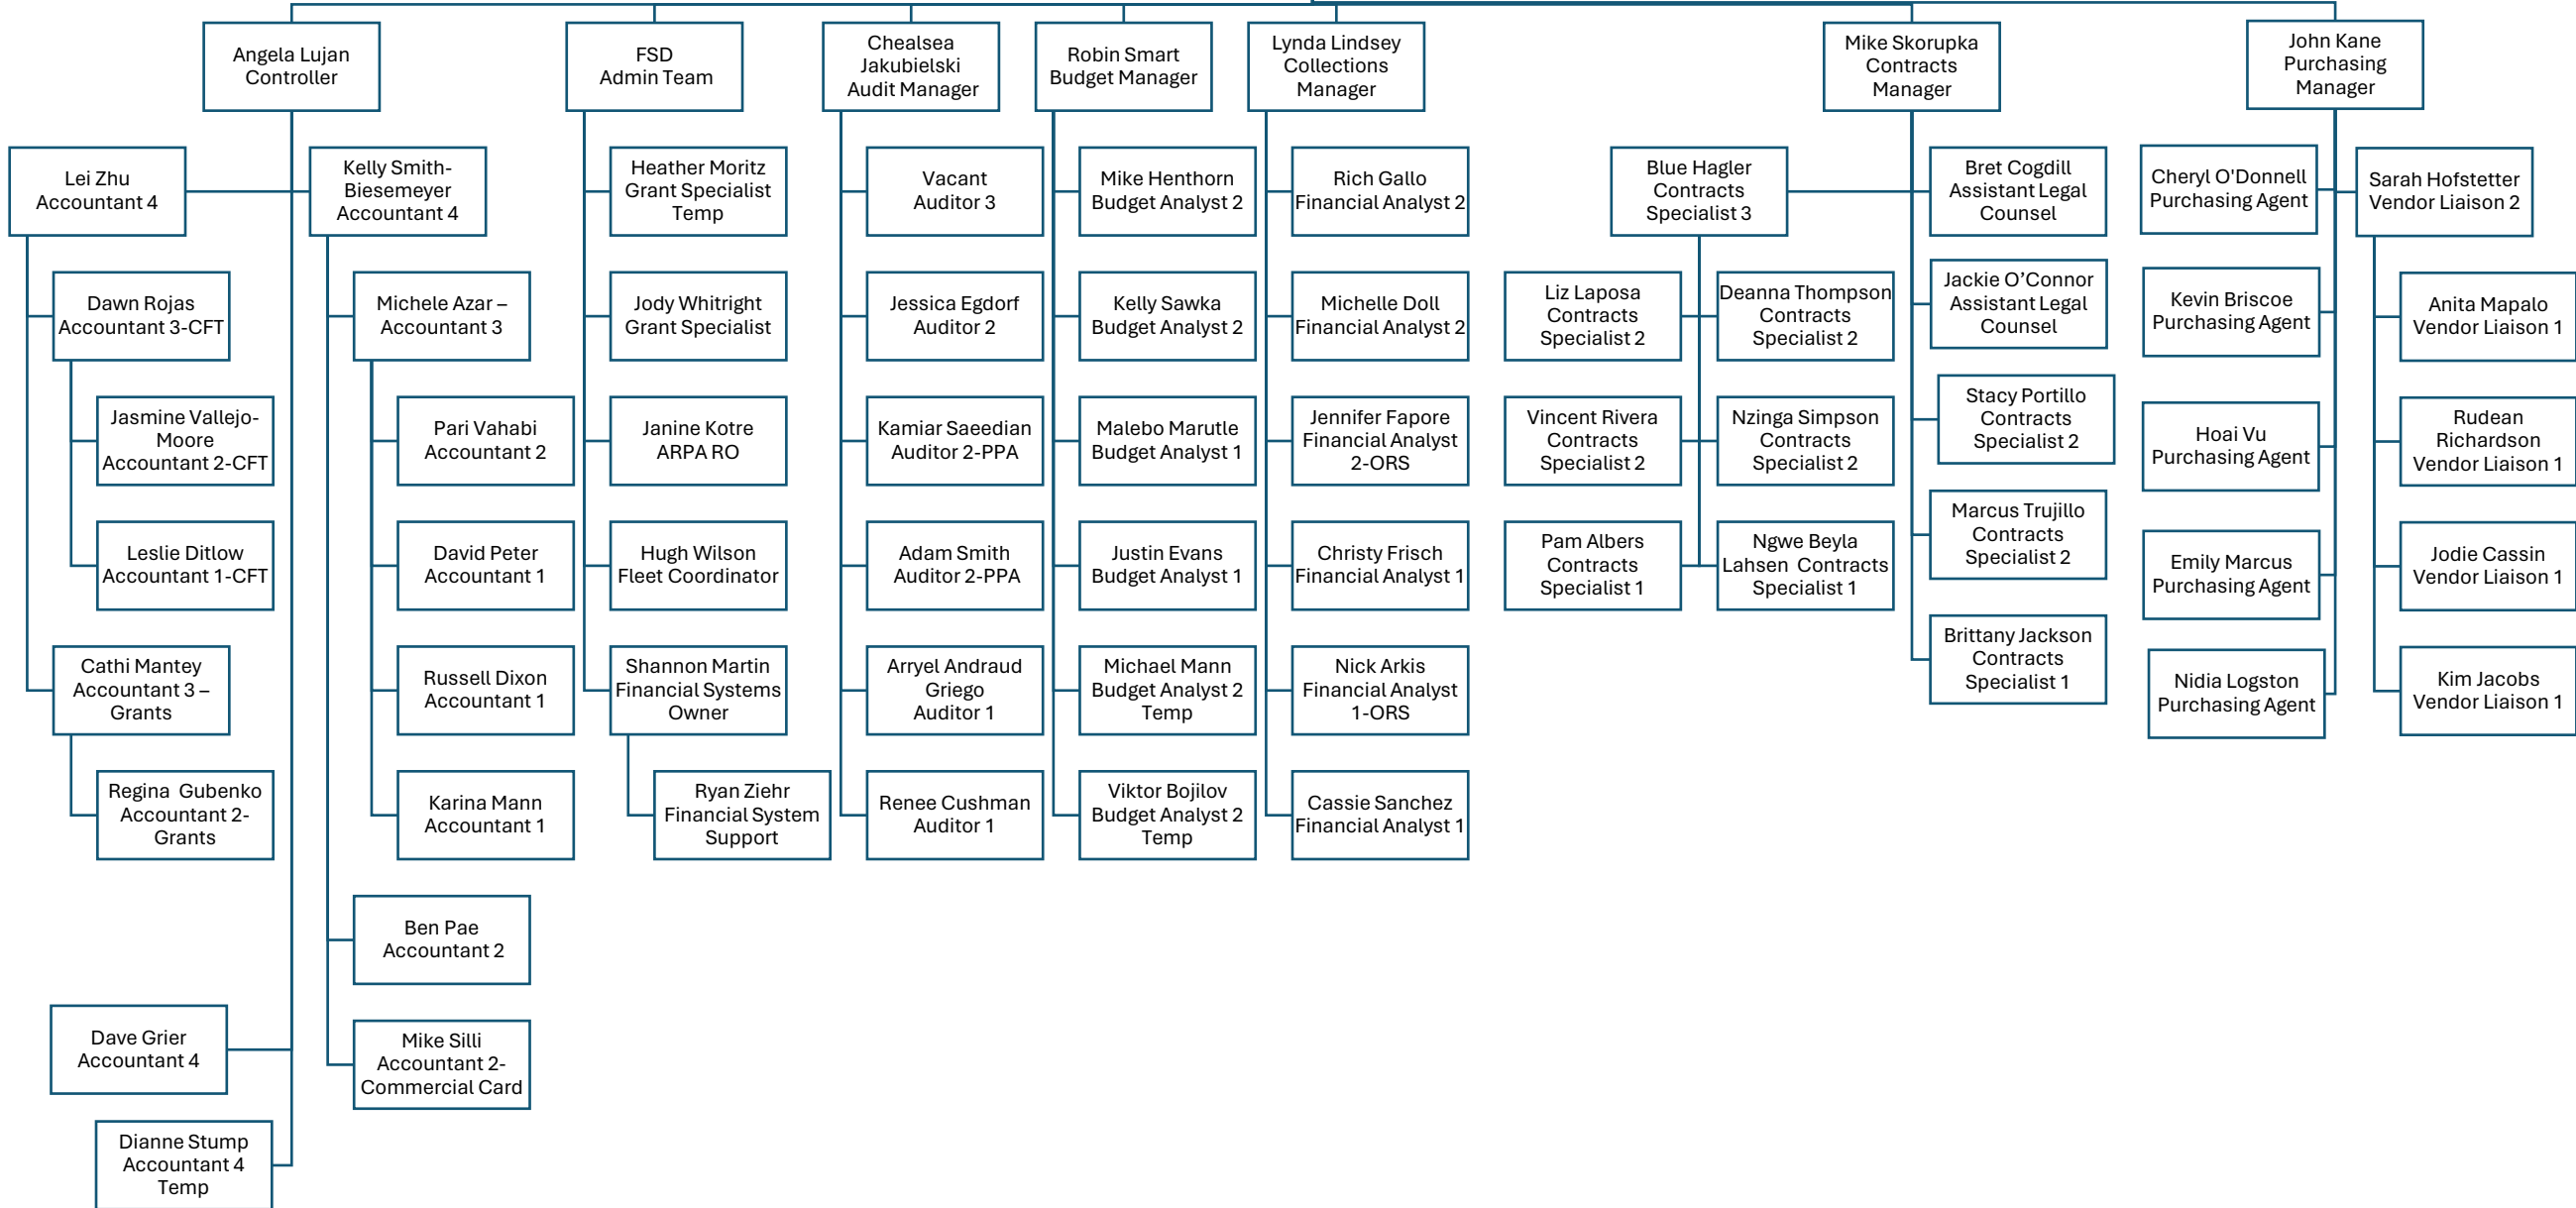 Angela Lujan
Controller
FSD
Admin Team
Chealsea
Jakubielski
Audit Manager
Robin Smart
Budget Manager
Lynda Lindsey
Collections
Manager
Mike Skorupka
Contracts
Manager
John Kane
Purchasing
Manager
Lei Zhu
Accountant 4
Kelly Smith-
Biesemeyer
Accountant 4
Heather Moritz
Grant Specialist
Temp
Vacant
Auditor 3
Mike Henthorn
Budget Analyst 2
Rich Gallo
Financial Analyst 2
Blue Hagler
Contracts
Specialist 3
Bret Cogdill
Assistant Legal
Counsel
Cheryl O'Donnell
Purchasing Agent
Sarah Hofstetter
Vendor Liaison 2
Dawn Rojas
Accountant 3-CFT
Michele Azar –
Accountant 3
Jody Whitright
Grant Specialist
Jessica Egdorf
Auditor 2
Kelly Sawka
Budget Analyst 2
Michelle Doll
Financial Analyst 2
Liz Laposa
Contracts
Specialist 2
Deanna Thompson
Contracts
Specialist 2
Jackie O’Connor
Assistant Legal
Counsel
Kevin Briscoe
Purchasing Agent
Anita Mapalo
Vendor Liaison 1
Jasmine Vallejo-
Moore
Accountant 2-CFT
Pari Vahabi
Accountant 2
Janine Kotre
ARPA RO
Kamiar Saeedian
Auditor 2-PPA
Malebo Marutle
Budget Analyst 1
Jennifer Fapore
Financial Analyst
2-ORS
Vincent Rivera
Contracts
Specialist 2
Nzinga Simpson
Contracts
Specialist 2
Stacy Portillo
Contracts
Specialist 2
Hoai Vu
Purchasing Agent
Rudean
Richardson
Vendor Liaison 1
Leslie Ditlow
Accountant 1-CFT
David Peter
Accountant 1
Hugh Wilson
Fleet Coordinator
Adam Smith
Auditor 2-PPA
Justin Evans
Budget Analyst 1
Christy Frisch
Financial Analyst 1
Pam Albers
Contracts
Specialist 1
Ngwe Beyla
Lahsen  Contracts
Specialist 1
Marcus Trujillo
Contracts
Specialist 2
Emily Marcus
Purchasing Agent
Jodie Cassin
Vendor Liaison 1
Cathi Mantey
Accountant 3 –
Grants
Russell Dixon
Accountant 1
Shannon Martin
Financial Systems
Owner
Arryel Andraud
Griego
Auditor 1
Michael Mann
Budget Analyst 2
Temp
Nick Arkis
Financial Analyst
1-ORS
Brittany Jackson
Contracts
Specialist 1
Nidia Logston
Purchasing Agent
Kim Jacobs
Vendor Liaison 1
Regina  Gubenko
Accountant 2-
Grants
Karina Mann
Accountant 1
Ryan Ziehr
Financial System
Support
Renee Cushman
Auditor 1
Viktor Bojilov
Budget Analyst 2
Temp
Cassie Sanchez
Financial Analyst 1
Ben Pae
Accountant 2
Dave Grier
Accountant 4
Mike Silli
Accountant 2-
Commercial Card
Dianne Stump
Accountant 4
Temp